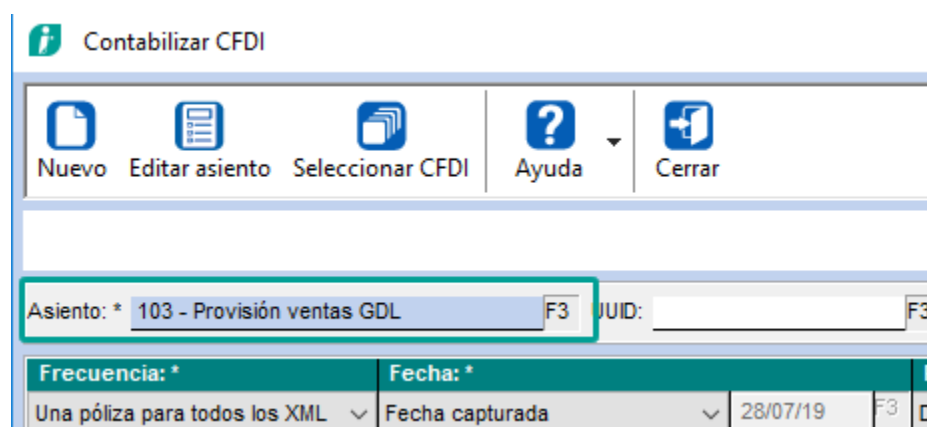 Contabilizar CFDI
Nuevo Editar asiento Seleccionar CFDI Ayuda Cerrar
Asiento: * 103 - Provisión ventas GDL F3 UUID: F3
Frecuencia: * Fecha: *
Una póliza para todos los XML Fecha capturada 28/07/19 F3